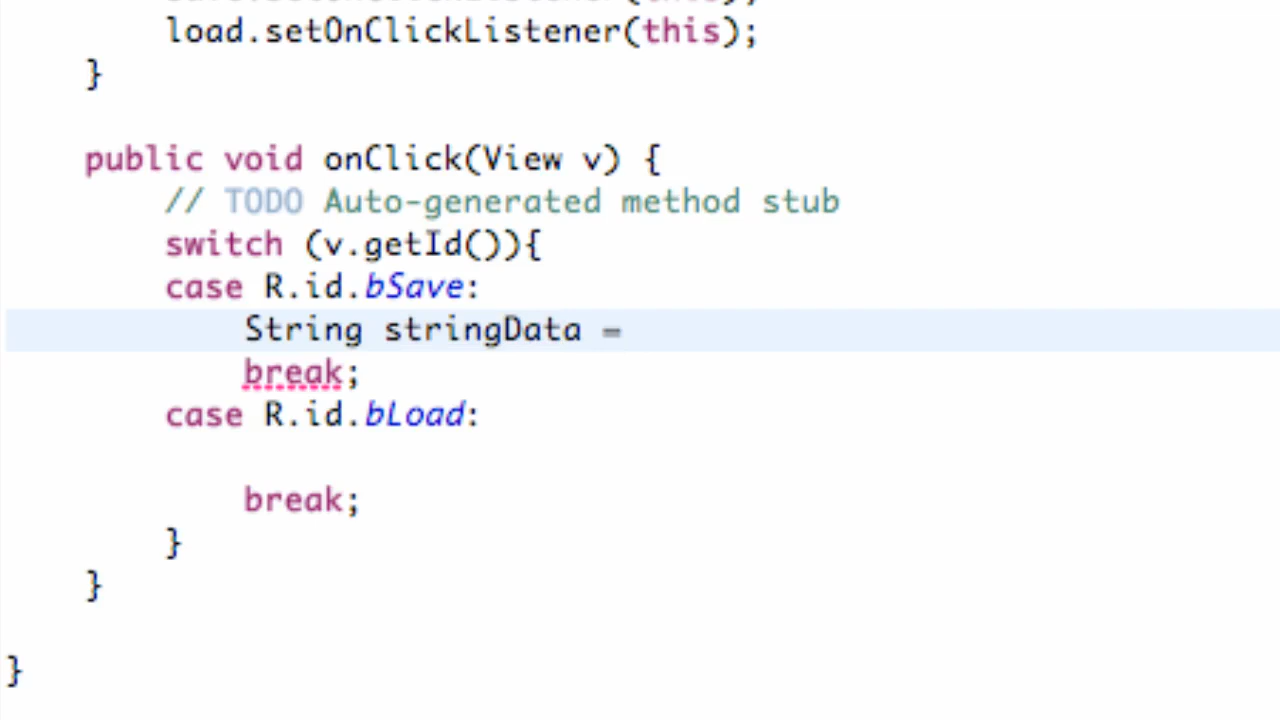 load.setOnClickListener(this);
}
public void onClick(View v) {
// TODO Auto-generated method stub
switch (v.getId()){
case R.id.bSave:
String stringData =
break;
case R.id.bLoad:
break;
}
}
}